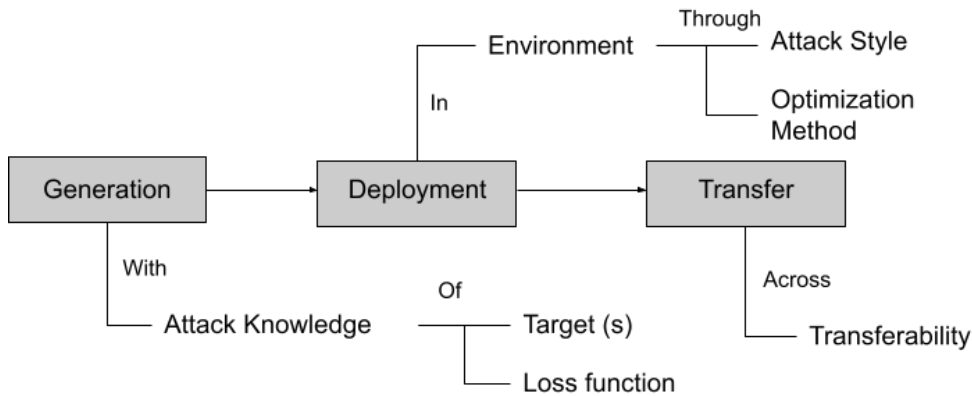 Through
Environment
Attack Style
In
Optimization
Method
Generation
Deployment
Transfer
With
Of
Across
Attack Knowledge
Target (s)
Transferability
Loss function